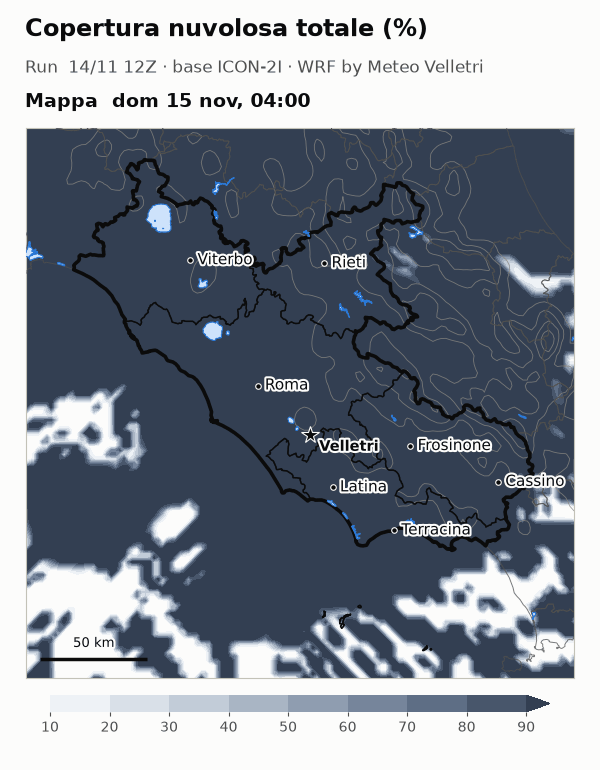 Copertura nuvolosa totale (%)
Run  14/11 12Z · base ICON-2I · WRF by Meteo Velletri
Mappa  dom 15 nov, 04:00
Viterbo
Rieti
Roma
Velletri
Frosinone
Latina
Cassino
Terracina
50 km
10 20 30 40 50 60 70 80 90